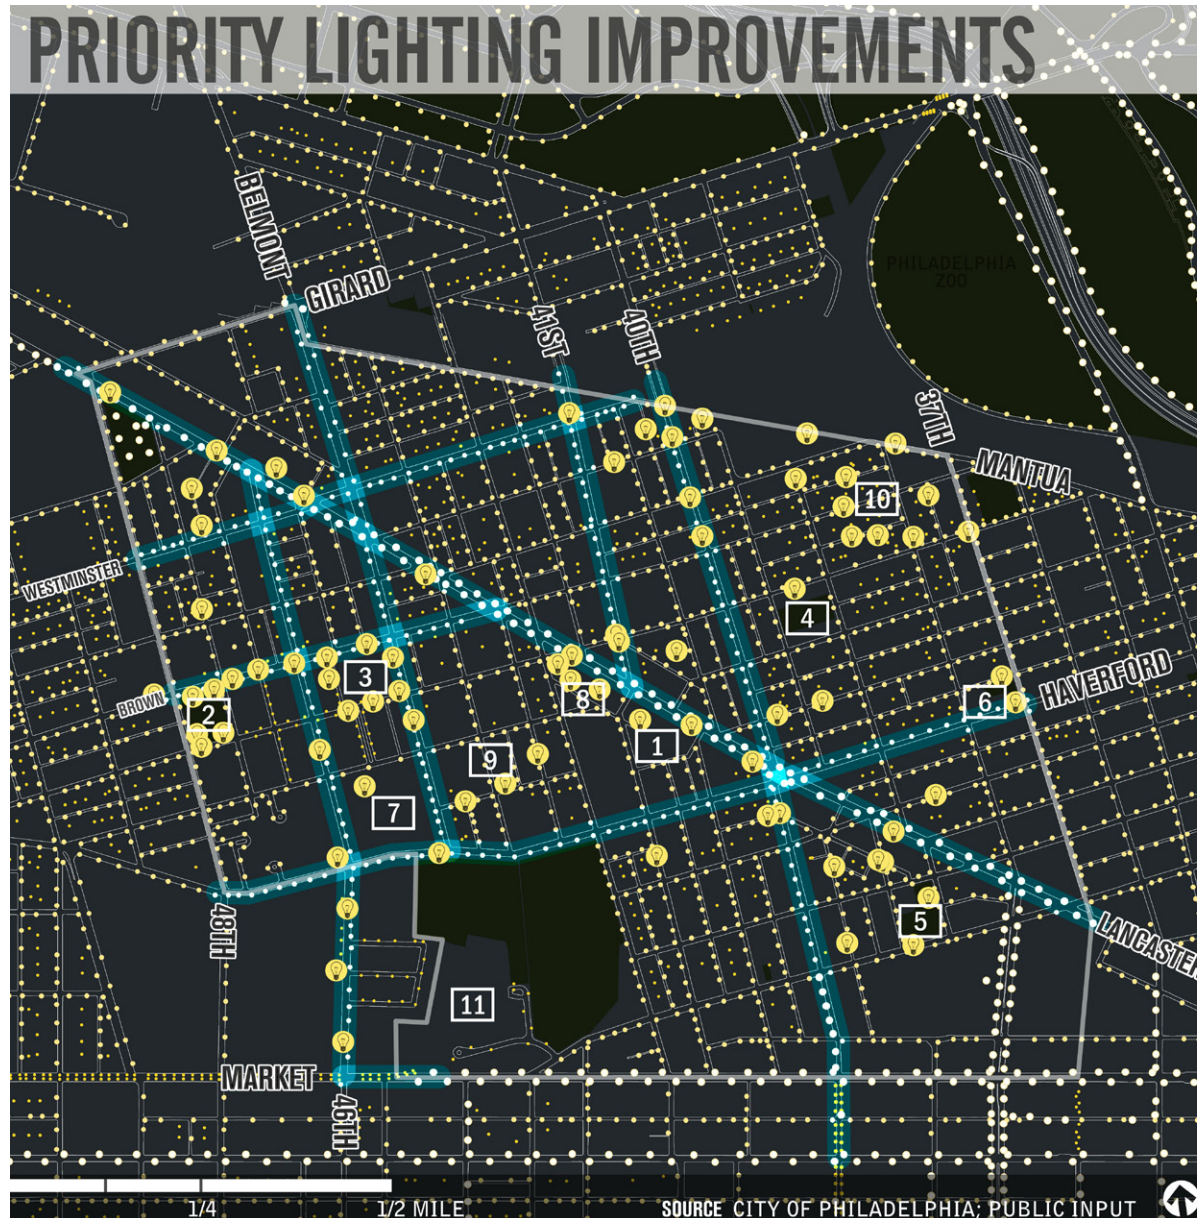 PRIORITY LIGHTING IMPROVEMENTS
BELMONT
GIRARD
PHILADELPHIA
ZOO
41ST
40TH
37TH
MANTUA
10
WESTMINSTER
4
HAVERFORD
3
6
BROWN
2
8
1
9
7
48TH
5
LANCASTER
11
MARKET
46TH
1/4
1/2 MILE
SOURCE CITY OF PHILADELPHIA; PUBLIC INPUT